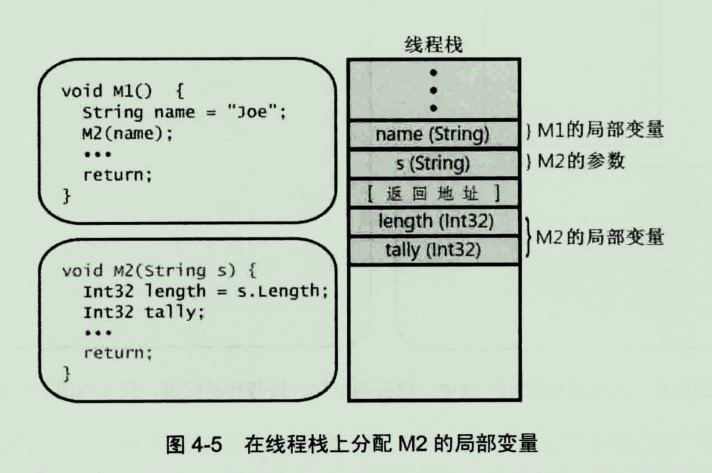 void M1() {
String name = "Joe";
M2(name);
•••
return;
}
void M2(String s) {
Int32 length = s.Length;
Int32 tally;
•••
return;
}
线程栈
name (String)
}M1的局部变量
s (String)
}M2的参数
[ 返回地址 ]
length (Int32)
tally (Int32)
}M2的局部变量
图 4-5 在线程栈上分配 M2 的局部变量